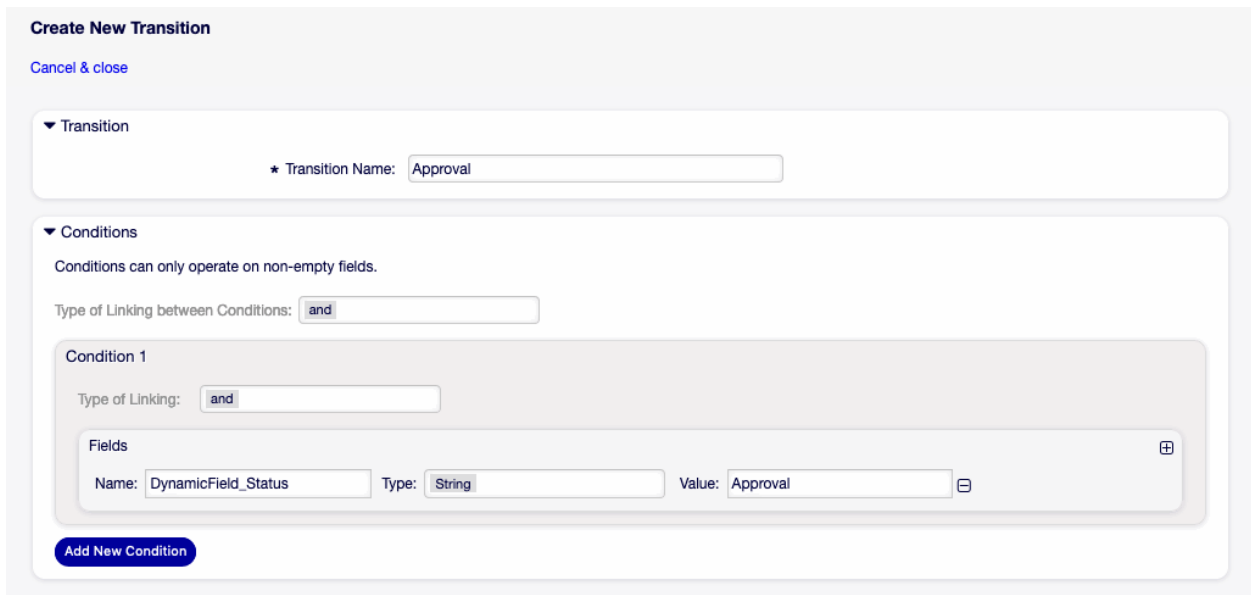 Create New Transition
Cancel & close
Transition
* Transition Name: Approval
Conditions
Conditions can only operate on non-empty fields.
Type of Linking between Conditions: and
Condition 1
Type of Linking: and
Fields
Name: DynamicField_Status Type: String Value: Approval
Add New Condition